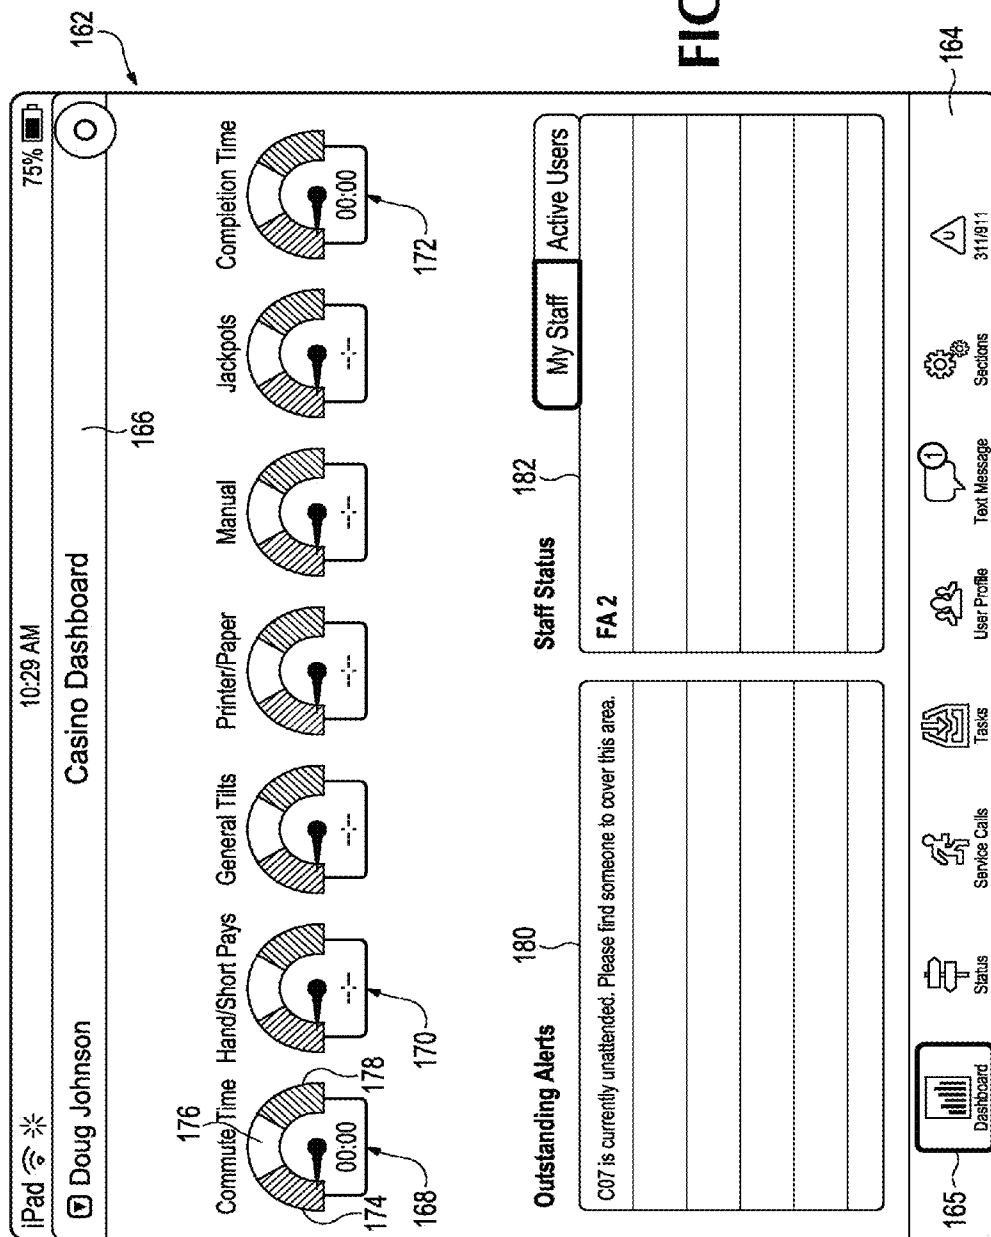 iPad 10:29 AM 75%
162
Doug Johnson Casino Dashboard
166
176
Commute Time Hand/Short Pays General Tilts Printer/Paper Manual Jackpots Completion Time
174
178
00:00 --:-- --:-- --:-- --:-- --:-- 00:00
168
170
172
180
182
Outstanding Alerts
Staff Status
My Staff Active Users
C07 is currently unattended. Please find someone to cover this area.
FA 2
FIG
165
Dashboard Status Service Calls Tasks User Profile Text Message Sections 311/911
1
164